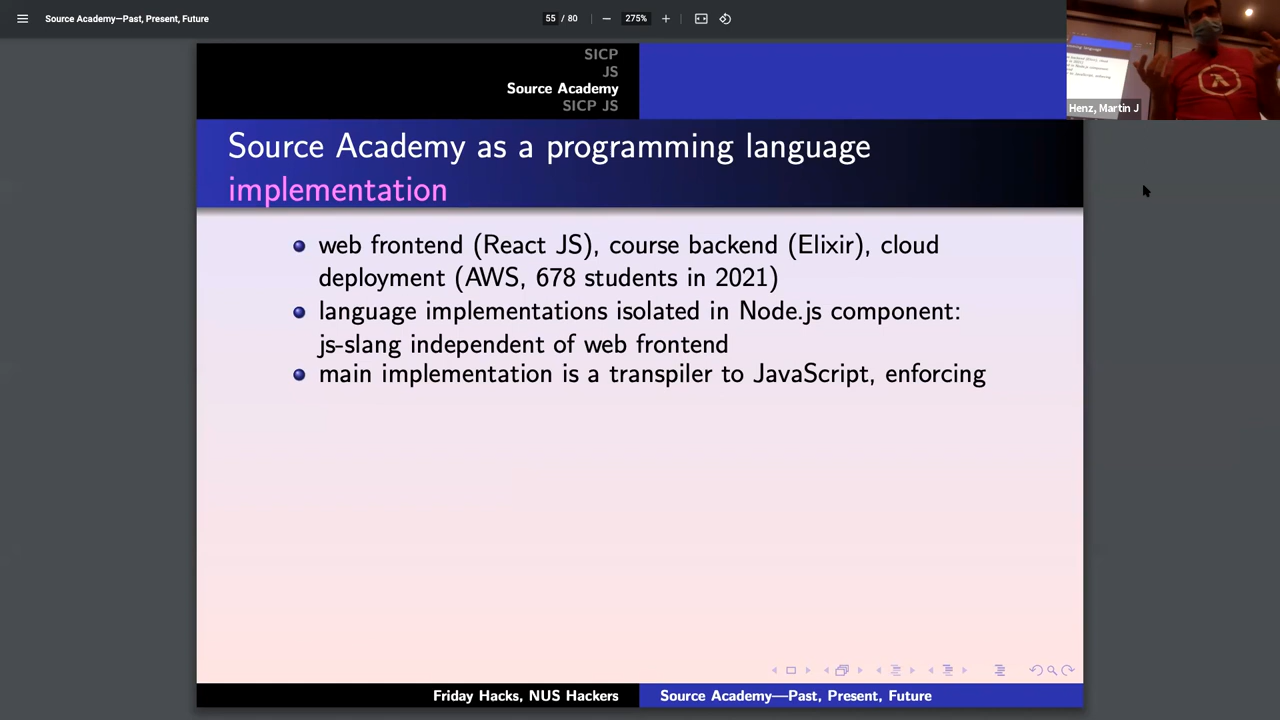 Source Academy—Past, Present, Future
55 / 80
275%
Henz, Martin J
SICP
JS
Source Academy
SICP JS
Source Academy as a programming language
implementation
web frontend (React JS), course backend (Elixir), cloud
deployment (AWS, 678 students in 2021)
language implementations isolated in Node.js component:
js-slang independent of web frontend
main implementation is a transpiler to JavaScript, enforcing
Friday Hacks, NUS Hackers
Source Academy—Past, Present, Future